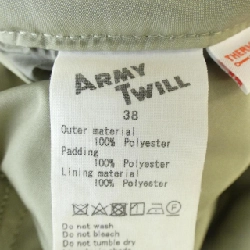 ARMY
TWILL
38
Outer material
100% Polyester
Padding
100% Polyester
Lining material
100% Polyester
Do not wash
Do not bleach
Do not tumble dry
THER